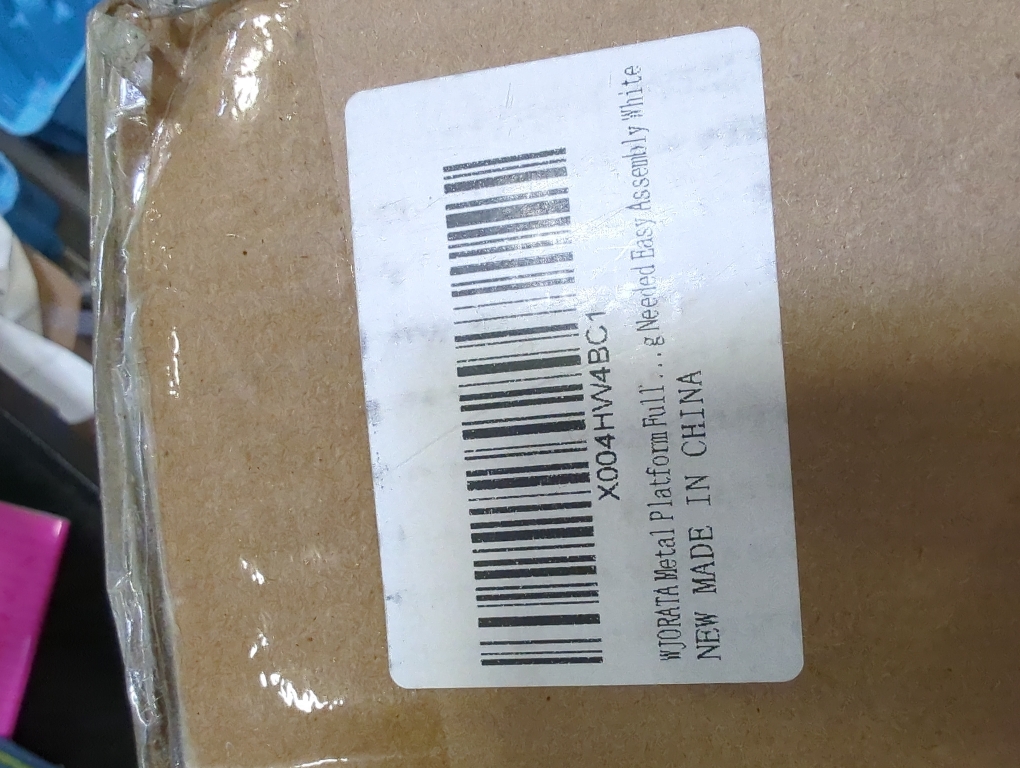 X004HW4BC1
WJORATA Metal Platform Full...g Needed Easy Assembly White
NEW MADE IN CHINA